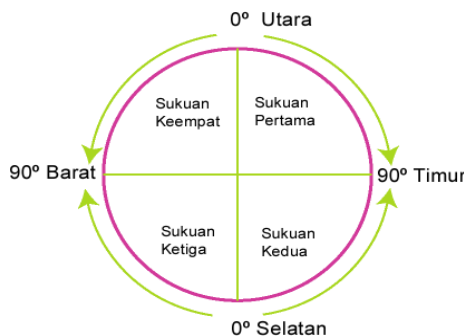 0º Utara
Sukuan
Keempat
Sukuan
Pertama
90º Barat
90º Timur
Sukuan
Ketiga
Sukuan
Kedua
0º Selatan